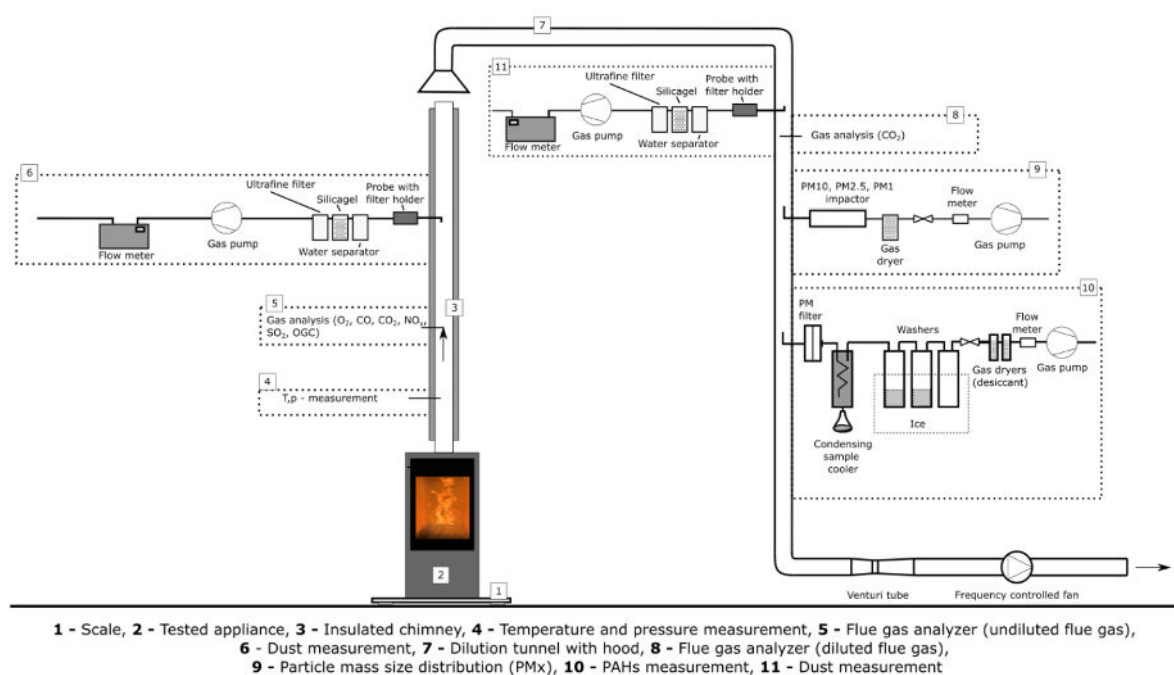 7
11
Ultrafine filter
Silicagel
Probe with
filter holder
Gas pump
Flow meter
Water separator
8
Gas analysis (CO₂)
6
Ultrafine filter
Silicagel
Probe with
filter holder
Gas pump
Flow meter
Water separator
9
PM10, PM2.5, PM1
impactor
Flow
meter
Gas
dryer
Gas pump
5
Gas analysis (O₂, CO, CO₂, NOₓ,
SO₂, OGC)
3
10
PM
filter
Washers
Flow
meter
Gas dryers
(desiccant)
Gas pump
Ice
Condensing
sample
cooler
4
T,p - measurement
2
1
Venturi tube
Frequency controlled fan
1 - Scale, 2 - Tested appliance, 3 - Insulated chimney, 4 - Temperature and pressure measurement, 5 - Flue gas analyzer (undiluted flue gas),
6 - Dust measurement, 7 - Dilution tunnel with hood, 8 - Flue gas analyzer (diluted flue gas),
9 - Particle mass size distribution (PMx), 10 - PAHs measurement, 11 - Dust measurement